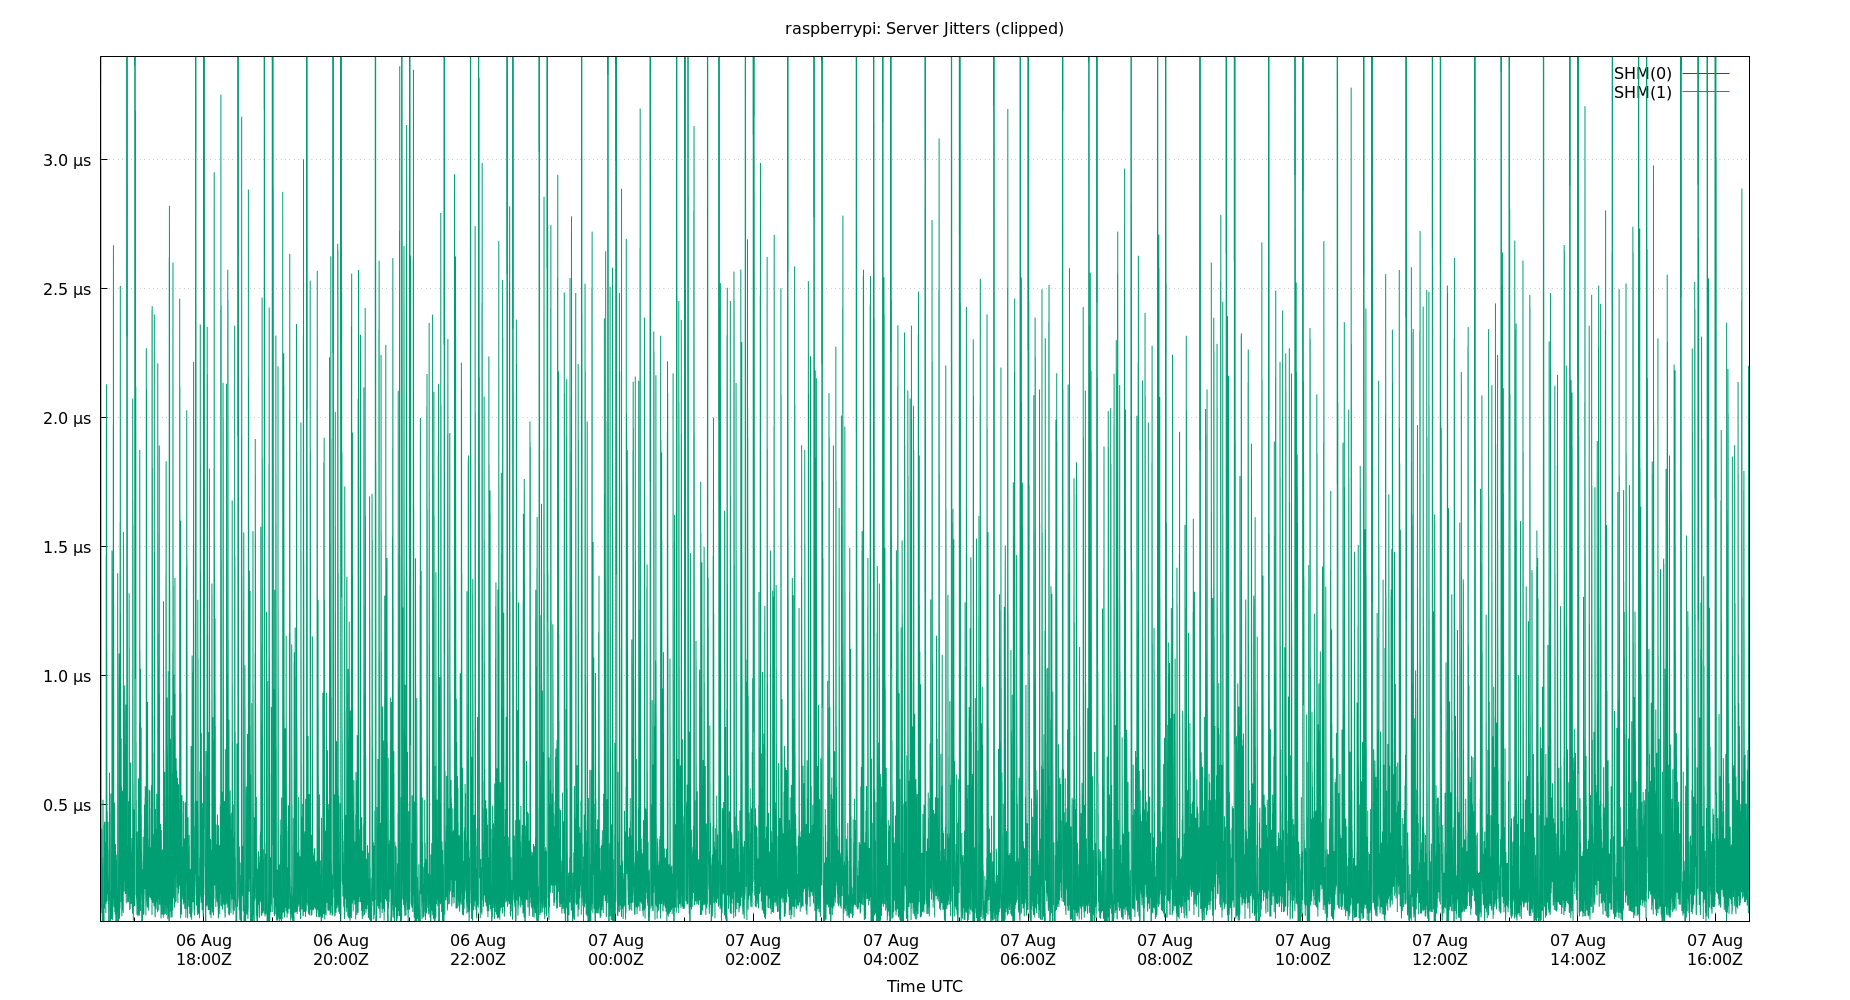 raspberrypi: Server Jitters (clipped)
SHM(0)
SHM(1)
3.0 µs
2.5 µs
2.0 µs
1.5 µs
1.0 µs
0.5 µs
06 Aug 06 Aug 06 Aug 07 Aug 07 Aug 07 Aug 07 Aug 07 Aug 07 Aug 07 Aug 07 Aug 07 Aug
18:00Z 20:00Z 22:00Z 00:00Z 02:00Z 04:00Z 06:00Z 08:00Z 10:00Z 12:00Z 14:00Z 16:00Z
Time UTC